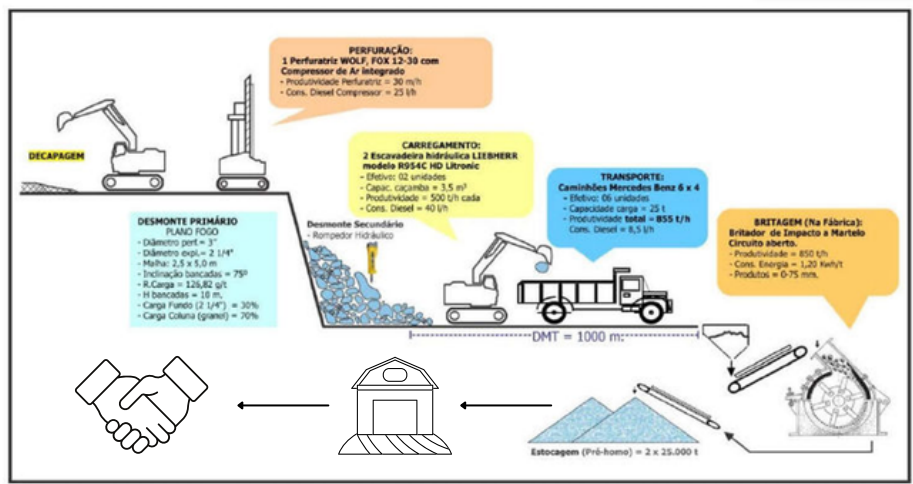 PERFURAÇÃO:
1 Perfuratriz WOLF, FOX 12-30 com
Compressor de Ar integrado
- Produtividade Perfuratriz = 30 m/h
- Cons. Diesel Compressor = 25 l/h
DECAPAGEM
CARREGAMENTO:
2 Escavadeira hidráulica LIEBHERR
modelo R954C HD Litronic
- Efetivo: 02 unidades
- Capac. caçamba = 3,5 m³
- Produtividade = 500 t/h cada
- Cons. Diesel = 40 l/h
TRANSPORTE:
Caminhões Mercedes Benz 6 x 4
- Efetivo: 06 unidades
- Capacidade carga = 25 t
- Produtividade total = 855 t/h
Cons. Diesel = 8,5 l/h
BRITAGEM (Na Fábrica):
Britador de Impacto a Martelo
Circuito aberto.
- Produtividade = 850 t/h
- Cons. Energia = 1,20 Kwh/t
- Produtos = 0-75 mm.
DESMONTE PRIMÁRIO
PLANO FOGO
- Diâmetro perf.= 3"
- Diâmetro expl.= 2 1/4"
- Malha: 2,5 x 5,0 m
- Inclinação bancadas = 75º
- R.Carga = 126,82 g/t
- H bancadas = 10 m.
- Carga Fundo (2 1/4") = 30%
- Carga Coluna (granel) = 70%
Desmonte Secundário
- Rompedor Hidráulico
DMT = 1000 m.
Estocagem (Pré-homo) = 2 x 25.000 t